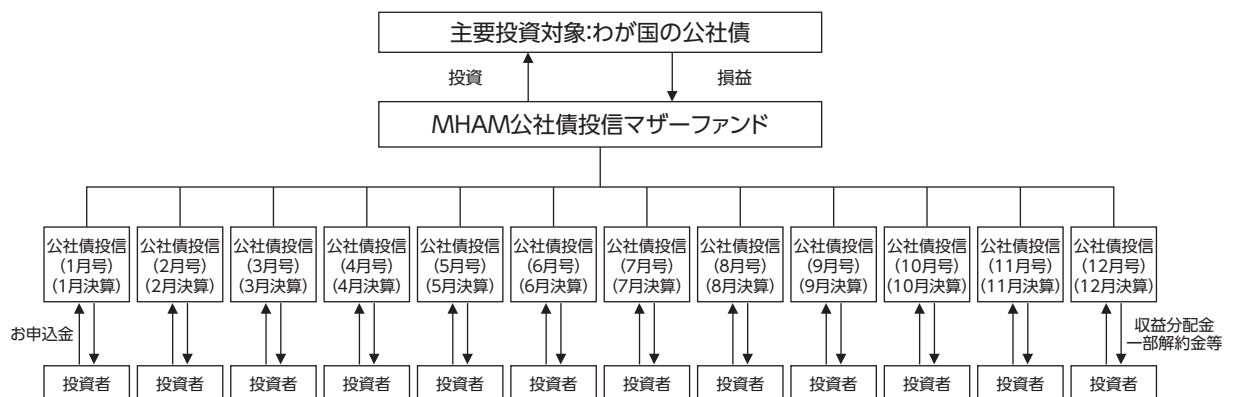 主要投資対象:わが国の公社債
投資
損益
MHAM公社債投信マザーファンド
公社債投信
(1月号)
(1月決算)
公社債投信
(2月号)
(2月決算)
公社債投信
(3月号)
(3月決算)
公社債投信
(4月号)
(4月決算)
公社債投信
(5月号)
(5月決算)
公社債投信
(6月号)
(6月決算)
公社債投信
(7月号)
(7月決算)
公社債投信
(8月号)
(8月決算)
公社債投信
(9月号)
(9月決算)
公社債投信
(10月号)
(10月決算)
公社債投信
(11月号)
(11月決算)
公社債投信
(12月号)
(12月決算)
お申込金
収益分配金
一部解約金等
投資者
投資者
投資者
投資者
投資者
投資者
投資者
投資者
投資者
投資者
投資者
投資者